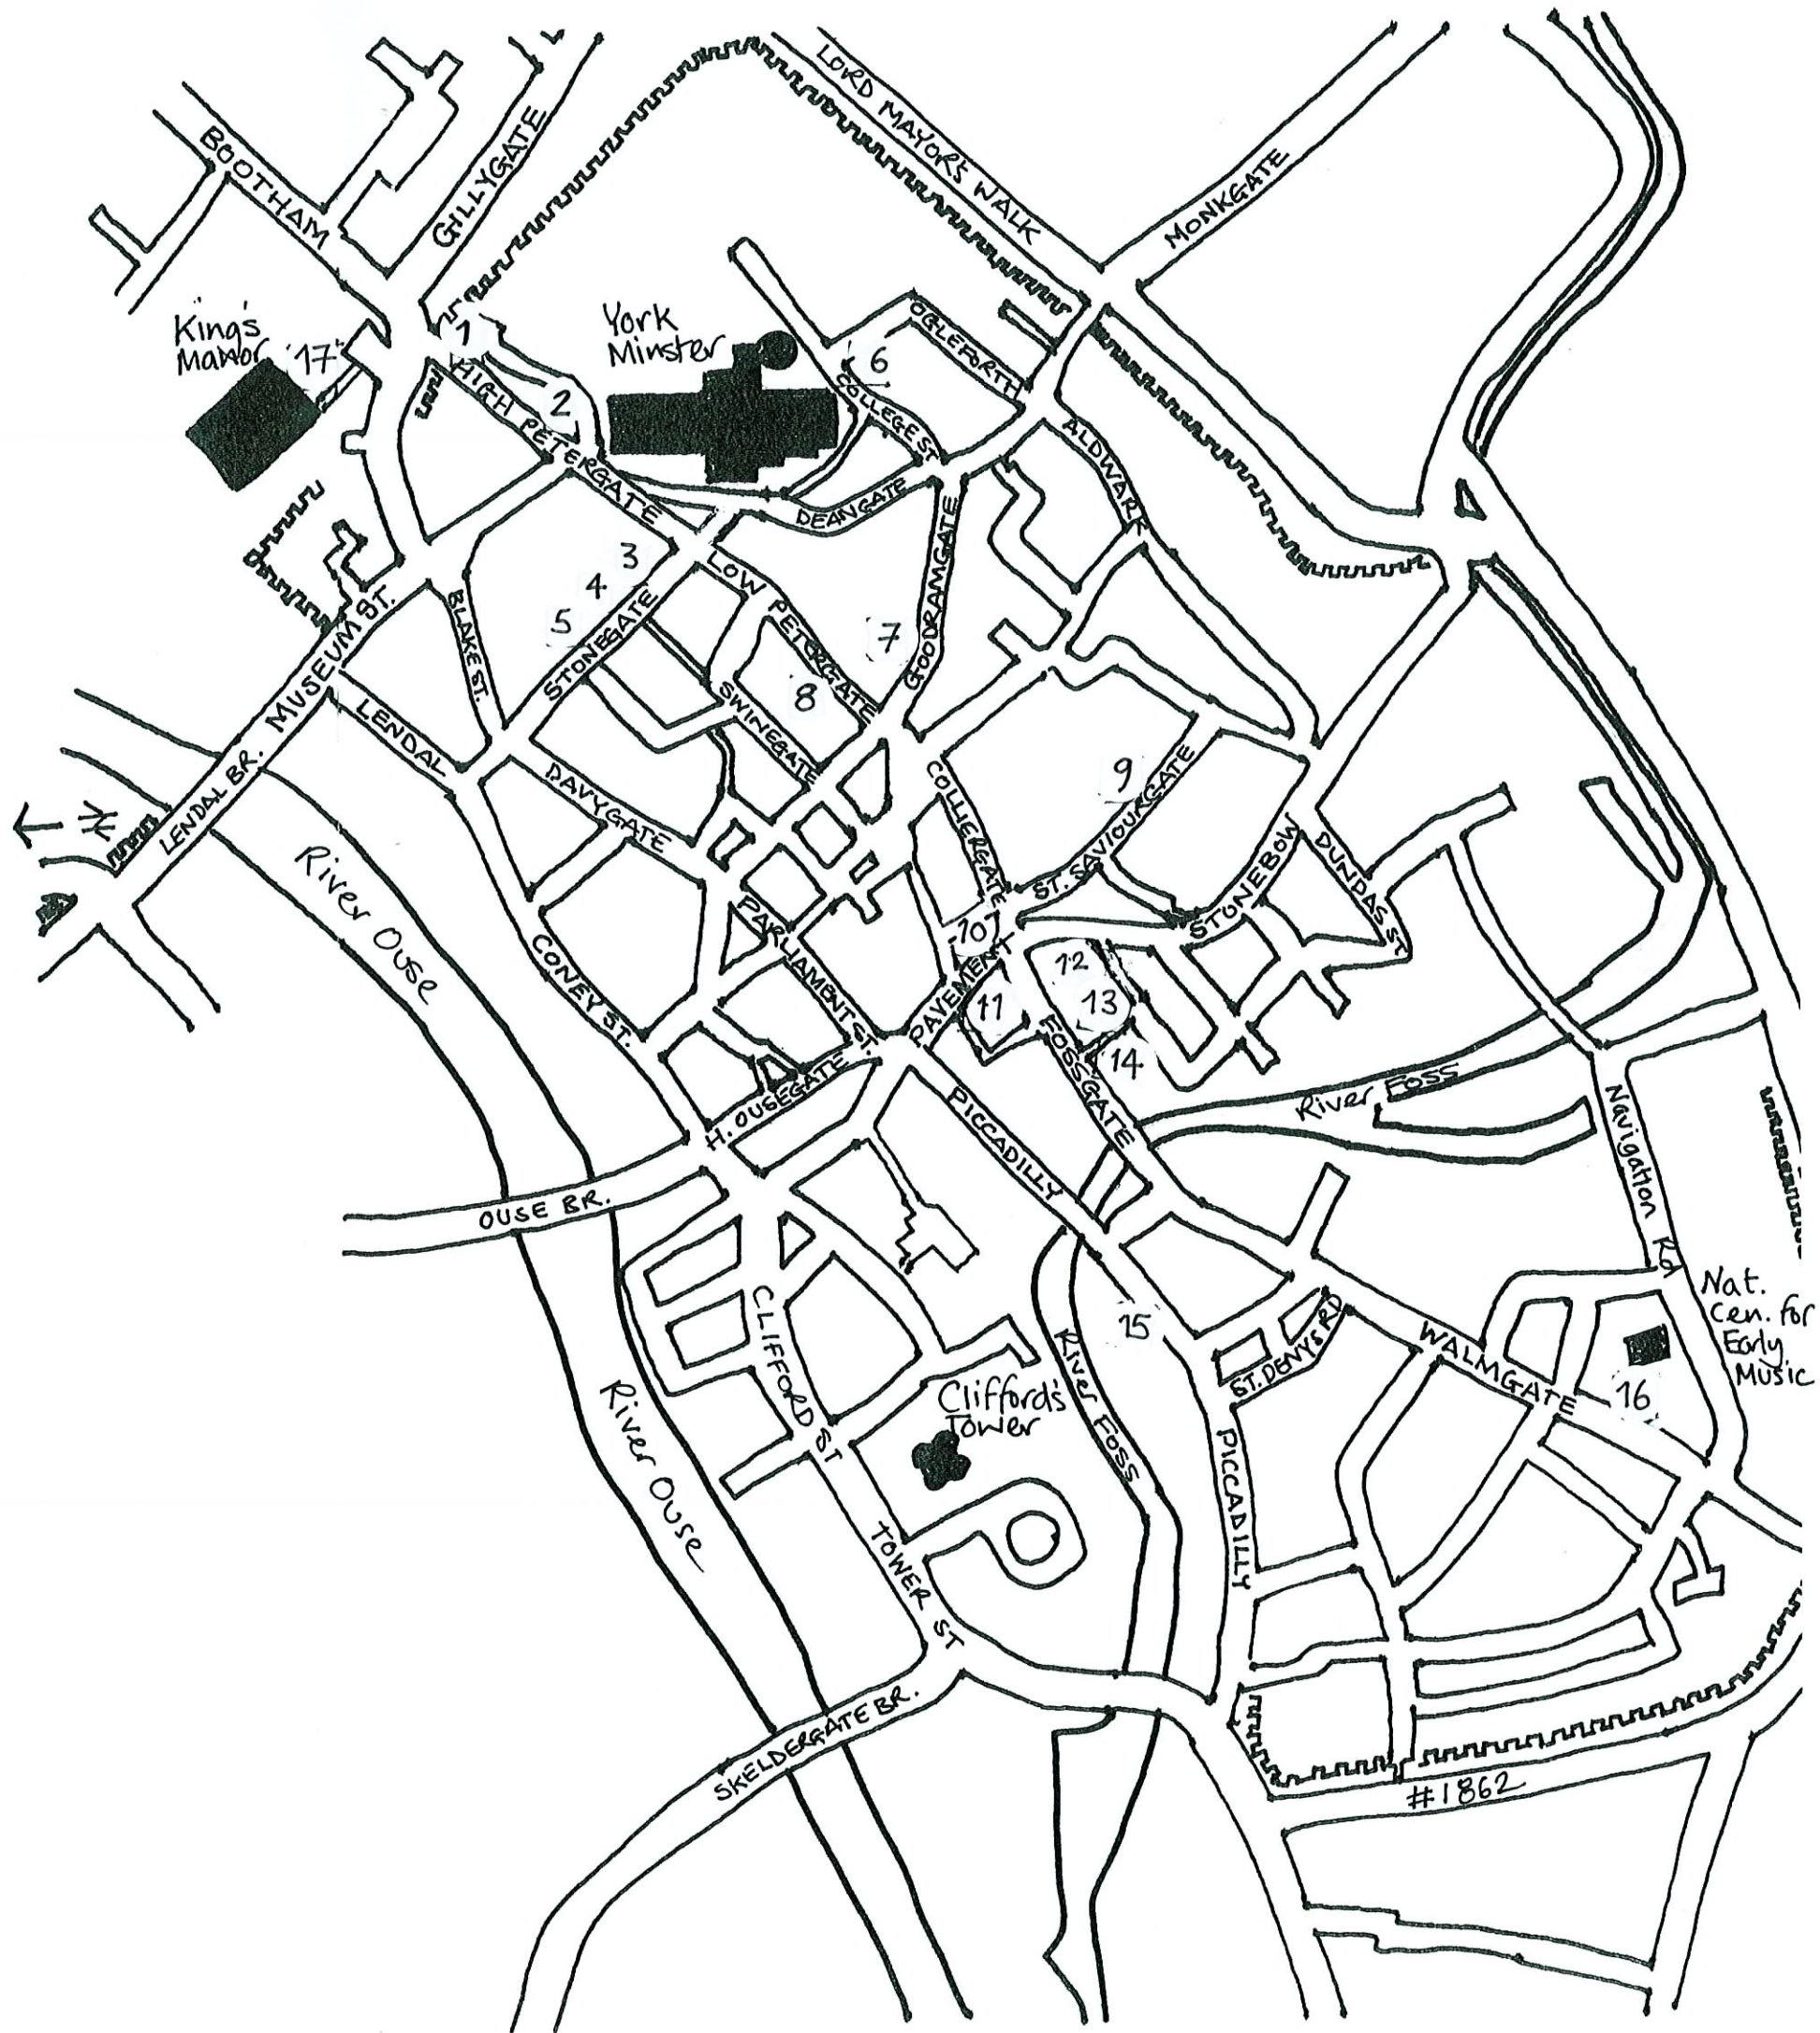 LORD MAYOR'S WALK
BOOTHAM
GILLYGATE
MONKGATE
King's
Manor
17
1
York
Minster
OGLEFORTH
6
COLLEGE ST
HIGH PETERGATE
2
ALDWARK
DEANGATE
3
4
5
STONEGATE
LOW PETERGATE
GOODRAMGATE
7
MUSEUM ST.
BLAKE ST.
8
SWINEGATE
LENDAL
LENDAL BR.
DAVYGATE
COLLIERGATE
9
ST. SAVIOURGATE
STONEBOW
DUNDAS ST
River Ouse
PARLIAMENT ST.
CONEY ST.
10
PAVEMENT
11
12
13
14
FOSSGATE
H. OUSEGATE
PICCADILLY
River Foss
Navigation Rd
OUSE BR.
CLIFFORD ST
15
River Foss
ST. DENYS RD
WALMGATE
Nat.
Cen. for
Early
Music
16
Clifford's
Tower
River Ouse
PICCADILLY
TOWER ST
SKELDERGATE BR.
#1862